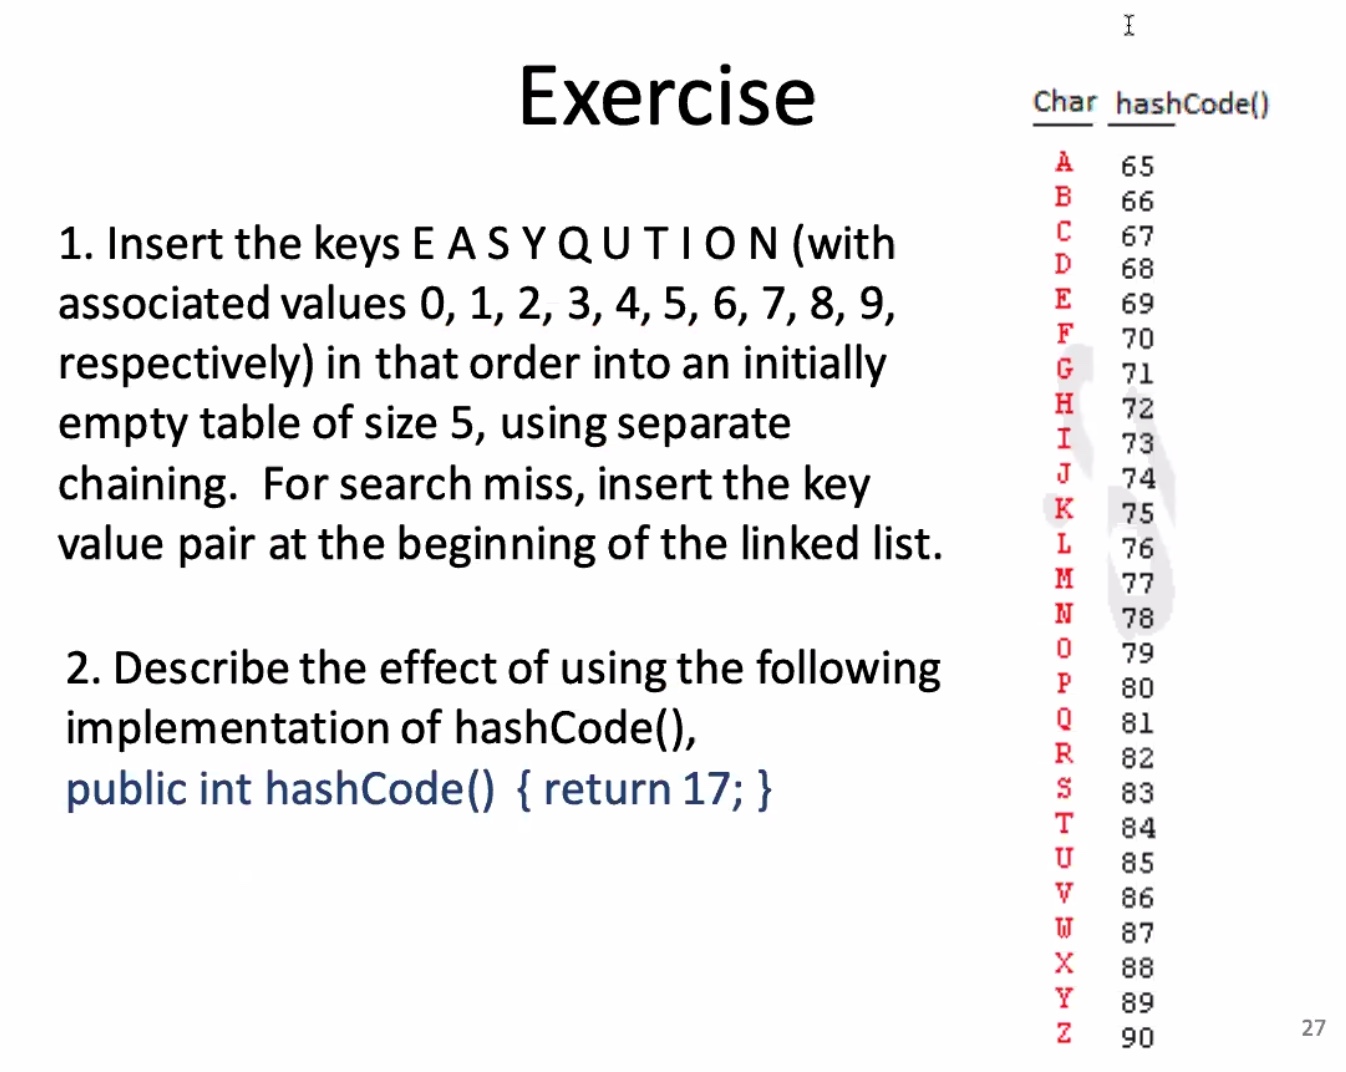 Exercise
1. Insert the keys E A S Y Q U T I O N (with
associated values 0, 1, 2, 3, 4, 5, 6, 7, 8, 9,
respectively) in that order into an initially
empty table of size 5, using separate
chaining.  For search miss, insert the key
value pair at the beginning of the linked list.
2. Describe the effect of using the following
implementation of hashCode(),
public int hashCode()  { return 17; }
Char hashCode()
A 65
B 66
C 67
D 68
E 69
F 70
G 71
H 72
I 73
J 74
K 75
L 76
M 77
N 78
O 79
P 80
Q 81
R 82
S 83
T 84
U 85
V 86
W 87
X 88
Y 89
Z 90
27